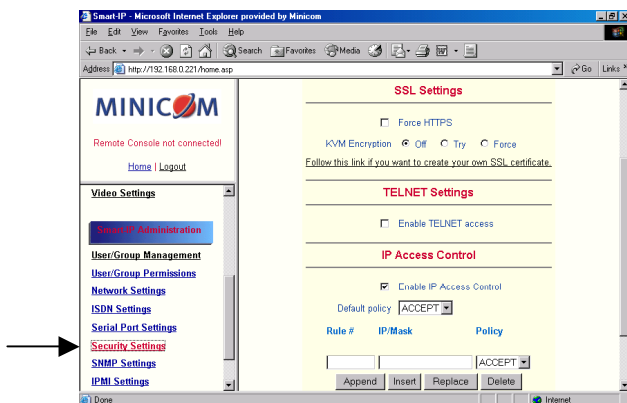 Smart-IP - Microsoft Internet Explorer provided by Minicom
File Edit View Favorites Tools Help
Back Search Favorites Media
Address http://192.168.0.221/home.asp Go Links »
MINICOM
Remote Console not connected!
Home | Logout
Video Settings
Smart-IP Administration
User/Group Management
User/Group Permissions
Network Settings
ISDN Settings
Serial Port Settings
Security Settings
SNMP Settings
IPMI Settings
SSL Settings
Force HTTPS
KVM Encryption Off Try Force
Follow this link if you want to create your own SSL certificate.
TELNET Settings
Enable TELNET access
IP Access Control
Enable IP Access Control
Default policy ACCEPT
Rule # IP/Mask Policy
ACCEPT
Append Insert Replace Delete
Done Internet